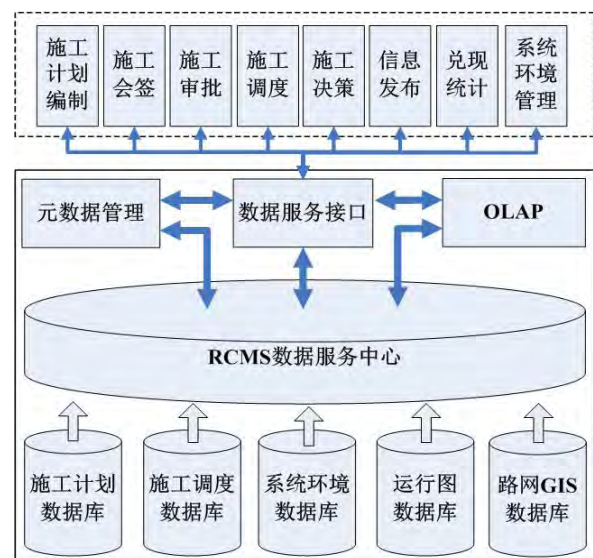 施工
计划
编制
施工
会签
施工
审批
施工
调度
施工
决策
信息
发布
兑现
统计
系统
环境
管理
元数据管理
数据服务接口
OLAP
RCMS数据服务中心
施工计划
数据库
施工调度
数据库
系统环境
数据库
运行图
数据库
路网GIS
数据库